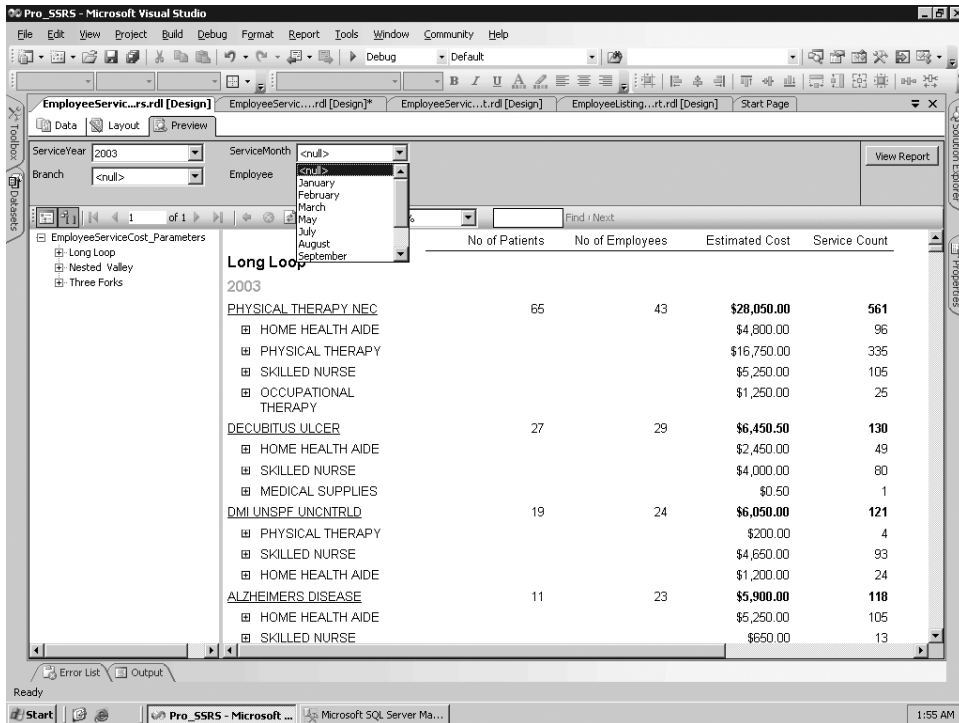 Pro_SSRS - Microsoft Visual Studio
File Edit View Project Build Debug Format Report Tools Window Community Help
Debug Default
B I U A
EmployeeServic...rs.rdl [Design] EmployeeServic....rdl [Design]* EmployeeServic...t.rdl [Design] EmployeeListing...rt.rdl [Design] Start Page
Toolbox
Datasets
Solution Explorer
Properties
Data Layout Preview
ServiceYear 2003 ServiceMonth <null> View Report
Branch <null> Employee
<null>
January
February
March
May
July
August
September
1 of 1 % Find | Next
EmployeeServiceCost_Parameters
Long Loop
Nested Valley
Three Forks
No of Patients No of Employees Estimated Cost Service Count
Long Loop
2003
PHYSICAL THERAPY NEC 65 43 $28,050.00 561
HOME HEALTH AIDE $4,800.00 96
PHYSICAL THERAPY $16,750.00 335
SKILLED NURSE $5,250.00 105
OCCUPATIONAL $1,250.00 25
THERAPY
DECUBITUS ULCER 27 29 $6,450.50 130
HOME HEALTH AIDE $2,450.00 49
SKILLED NURSE $4,000.00 80
MEDICAL SUPPLIES $0.50 1
DMI UNSPF UNCNTRLD 19 24 $6,050.00 121
PHYSICAL THERAPY $200.00 4
SKILLED NURSE $4,650.00 93
HOME HEALTH AIDE $1,200.00 24
ALZHEIMERS DISEASE 11 23 $5,900.00 118
HOME HEALTH AIDE $5,250.00 105
SKILLED NURSE $650.00 13
Error List Output
Ready
Start Pro_SSRS - Microsoft ... Microsoft SQL Server Ma... 1:55 AM